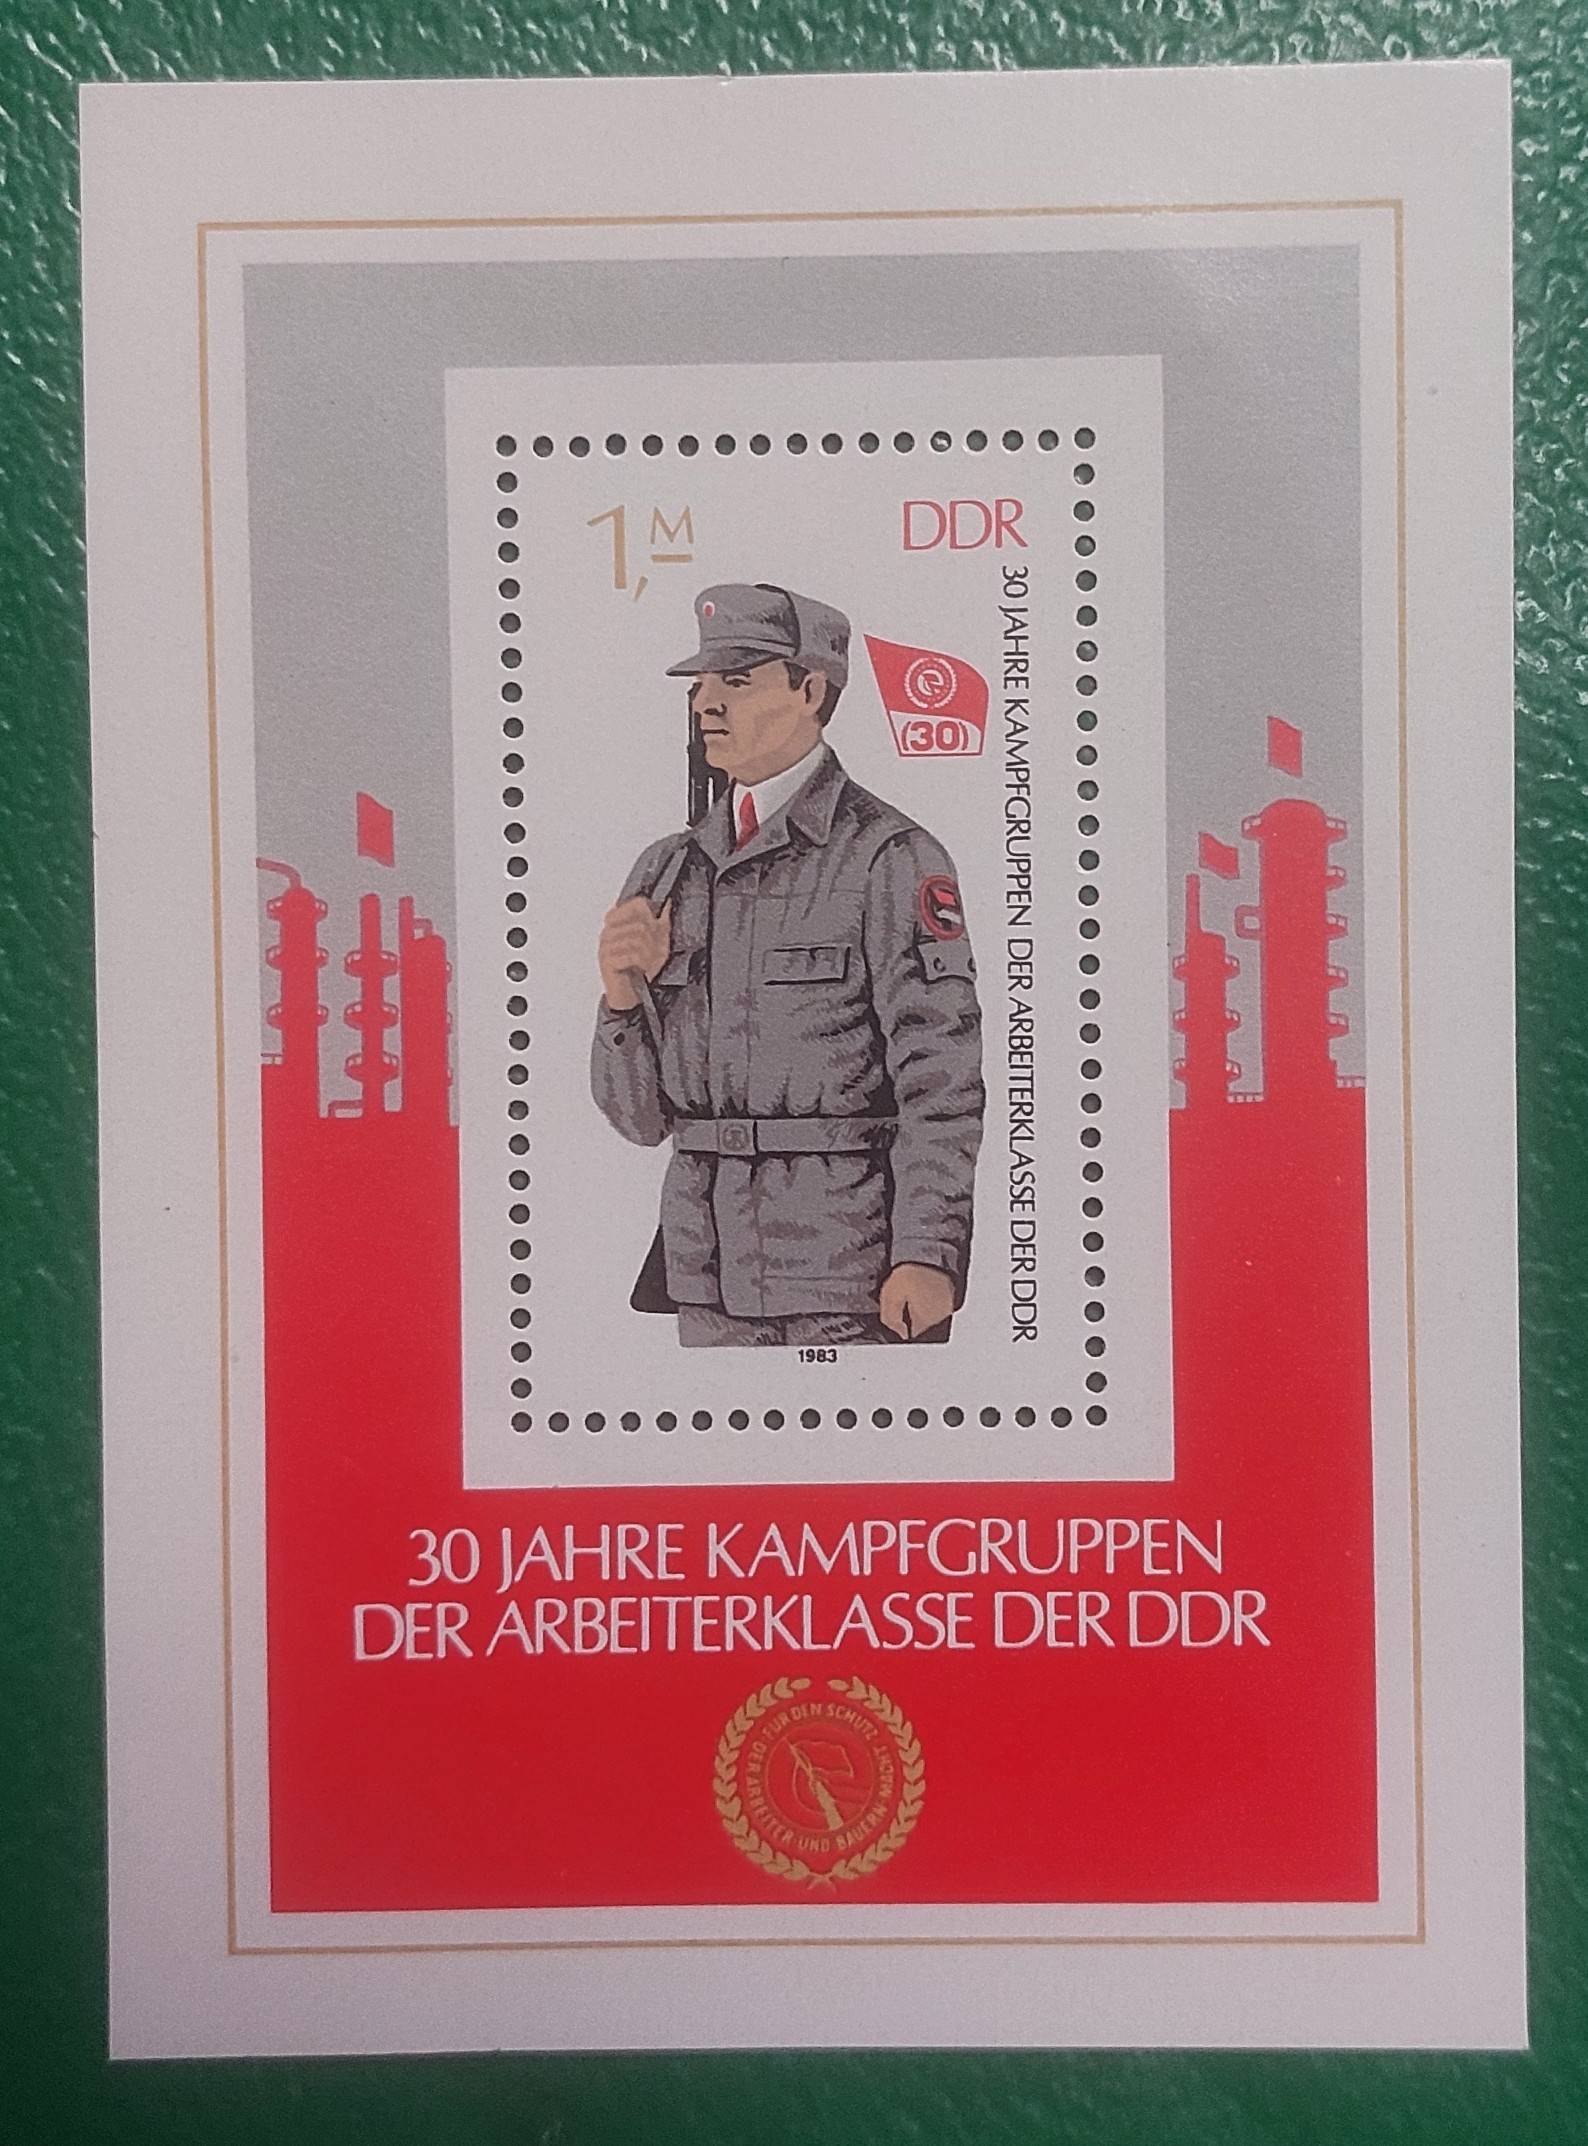 1,M
DDR
30 JAHRE KAMPFGRUPPEN DER ARBEITERKLASSE DER DDR
(30)
1983
30 JAHRE KAMPFGRUPPEN
DER ARBEITERKLASSE DER DDR
FÜR DEN SCHUTZ DER ARBEITER-UND BAUERN-MACHT